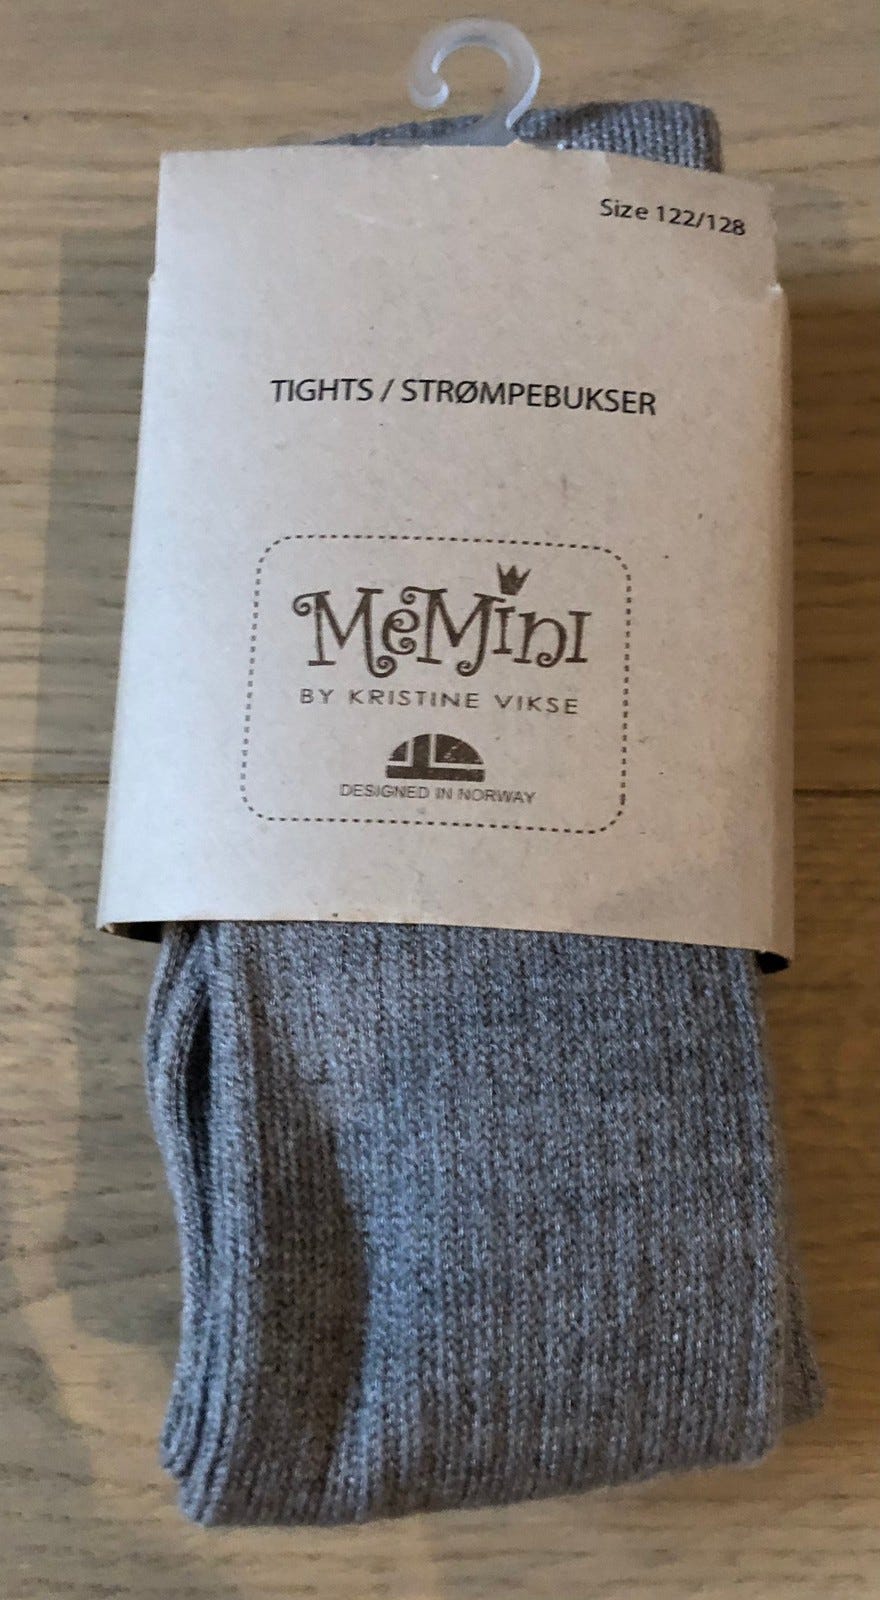 Size 122/128
TIGHTS / STRØMPEBUKSER
MeMini
BY KRISTINE VIKSE
DESIGNED IN NORWAY